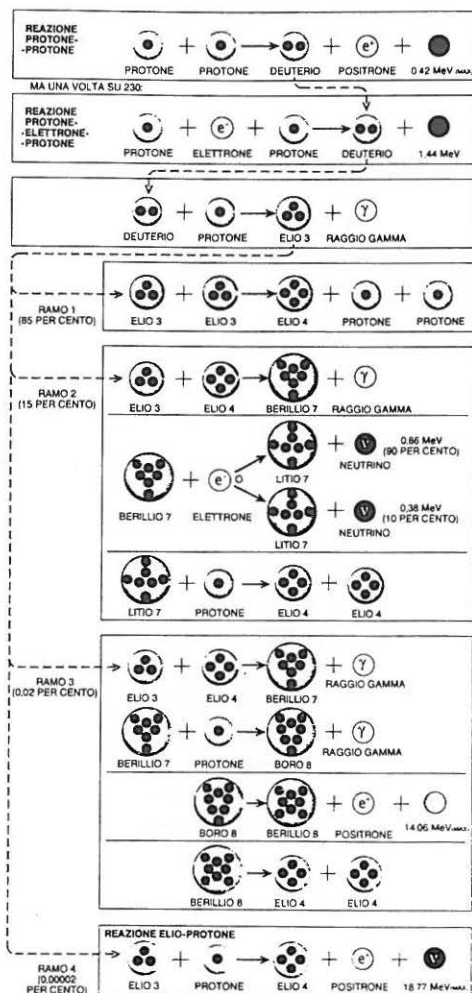 REAZIONE
PROTONE-
-PROTONE
PROTONE + PROTONE → DEUTERIO + e+ POSITRONE + 0.42 MeV MAX.
MA UNA VOLTA SU 230:
REAZIONE
PROTONE-
-ELETTRONE-
-PROTONE
PROTONE + e- ELETTRONE + PROTONE → DEUTERIO + 1.44 MeV
DEUTERIO + PROTONE → ELIO 3 + γ RAGGIO GAMMA
RAMO 1
(85 PER CENTO)
ELIO 3 + ELIO 3 → ELIO 4 + PROTONE + PROTONE
RAMO 2
(15 PER CENTO)
ELIO 3 + ELIO 4 → BERILLIO 7 + γ RAGGIO GAMMA
BERILLIO 7 + e- ELETTRONE
LITIO 7 + ν NEUTRINO 0,86 MeV
(90 PER CENTO)
LITIO 7 + ν NEUTRINO 0,38 MeV
(10 PER CENTO)
LITIO 7 + PROTONE → ELIO 4 + ELIO 4
RAMO 3
(0,02 PER CENTO)
ELIO 3 + ELIO 4 → BERILLIO 7 + γ RAGGIO GAMMA
BERILLIO 7 + PROTONE → BORO 8 + γ RAGGIO GAMMA
BORO 8 → BERILLIO 8 + e+ POSITRONE + 14.06 MeV MAX.
BERILLIO 8 → ELIO 4 + ELIO 4
REAZIONE ELIO-PROTONE
RAMO 4
(0,00002
PER CENTO)
ELIO 3 + PROTONE → ELIO 4 + e+ POSITRONE + ν 18.77 MeV MAX.